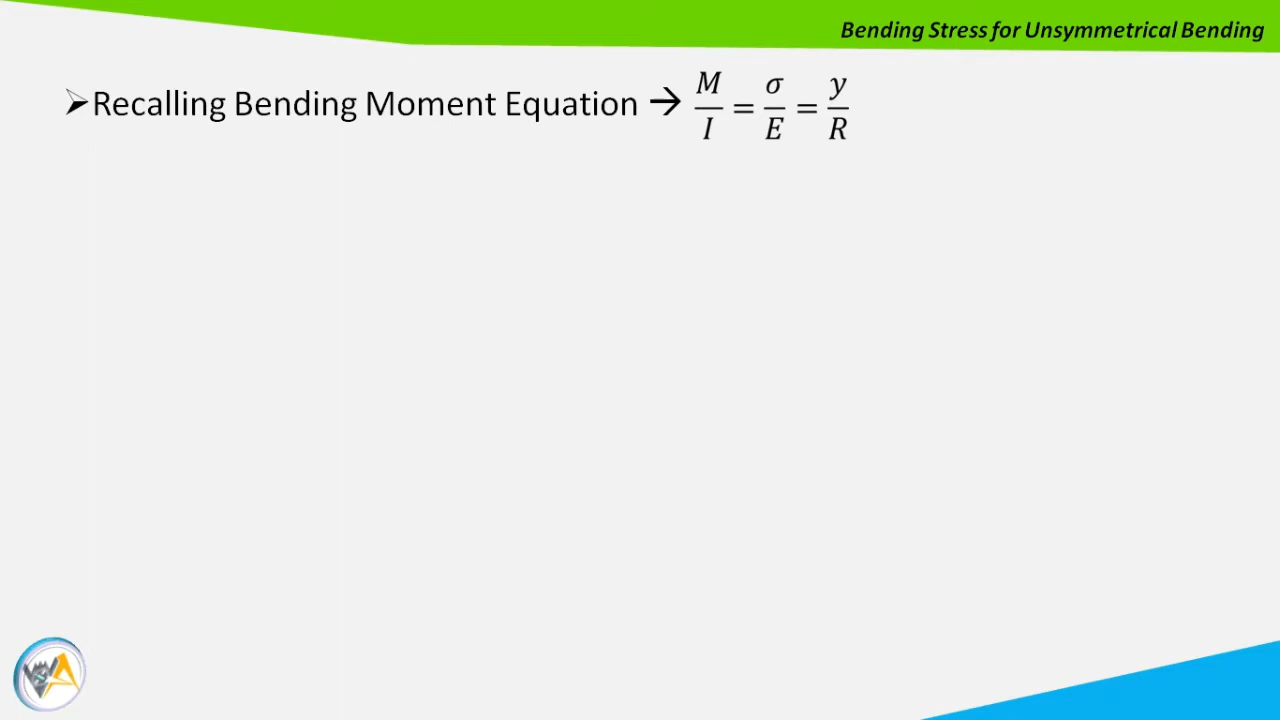 Bending Stress for Unsymmetrical Bending
➢Recalling Bending Moment Equation → M/I = σ/E = y/R